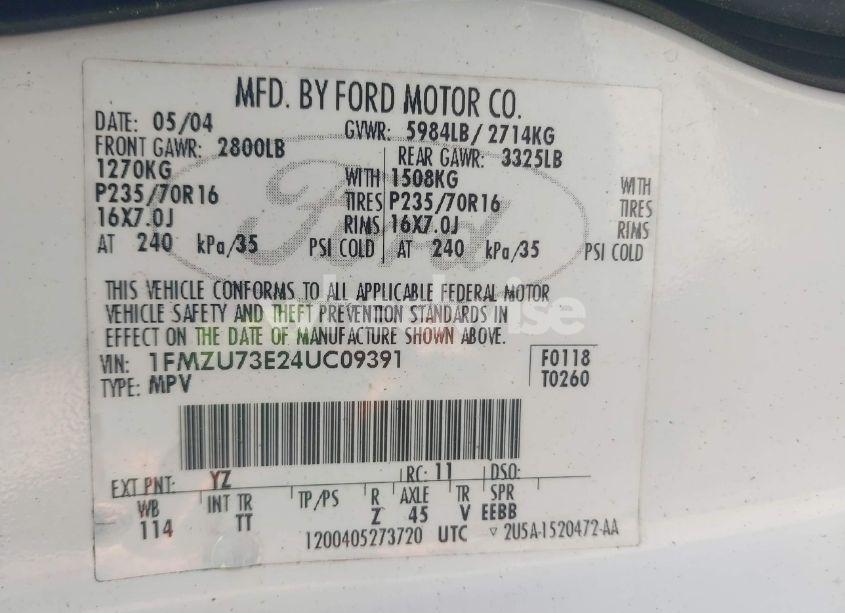 MFD. BY FORD MOTOR CO.
DATE: 05/04 GVWR: 5984LB/ 2714KG
FRONT GAWR: 2800LB REAR GAWR: 3325LB
1270KG WITH 1508KG WITH
P235/70R16 TIRES P235/70R16 TIRES
16X7.0J RIMS 16X7.0J RIMS
AT 240 kPa/35 PSI COLD AT 240 kPa/35 PSI COLD
Ford
THIS VEHICLE CONFORMS TO ALL APPLICABLE FEDERAL MOTOR
VEHICLE SAFETY AND THEFT PREVENTION STANDARDS IN
EFFECT ON THE DATE OF MANUFACTURE SHOWN ABOVE.
VIN: 1FMZU73E24UC09391 F0118
TYPE: MPV T0260
EXT PNT: YZ RC: 11 DSO:
WB INT TR TP/PS R AXLE TR SPR
114 TT Z 45 V EEBB
1200405273720 UTC ▽ 2U5A-1520472-AA